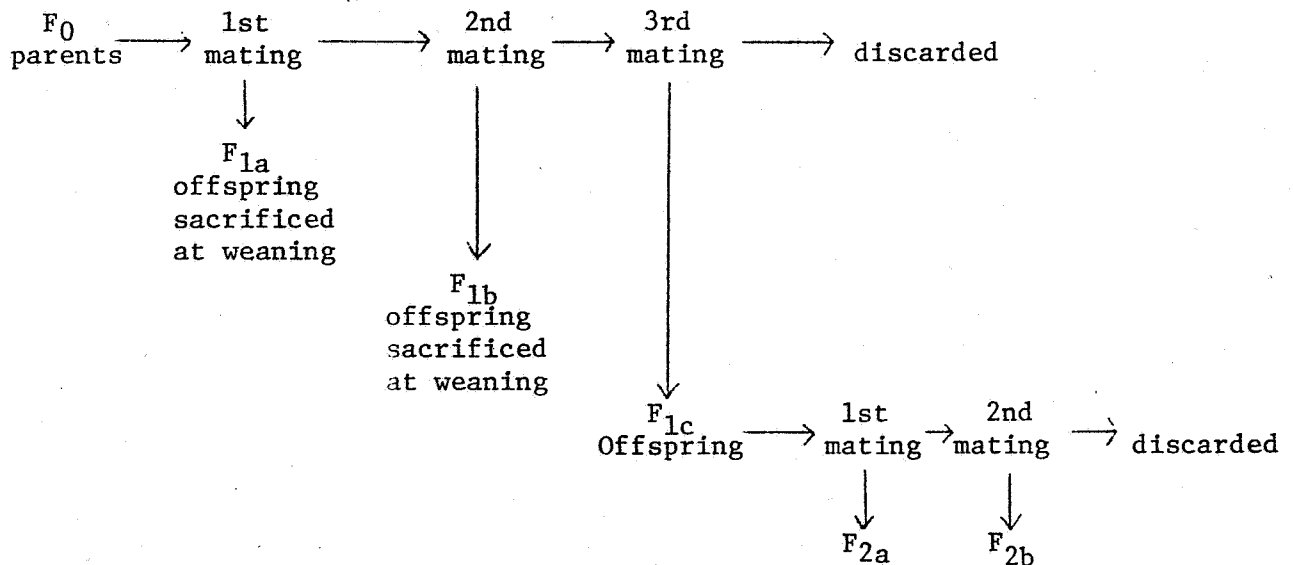 F0 parents
1st mating
2nd mating
3rd mating
discarded
F1a
offspring
sacrificed
at weaning
F1b
offspring
sacrificed
at weaning
F1c
Offspring
1st mating
2nd mating
discarded
F2a
F2b